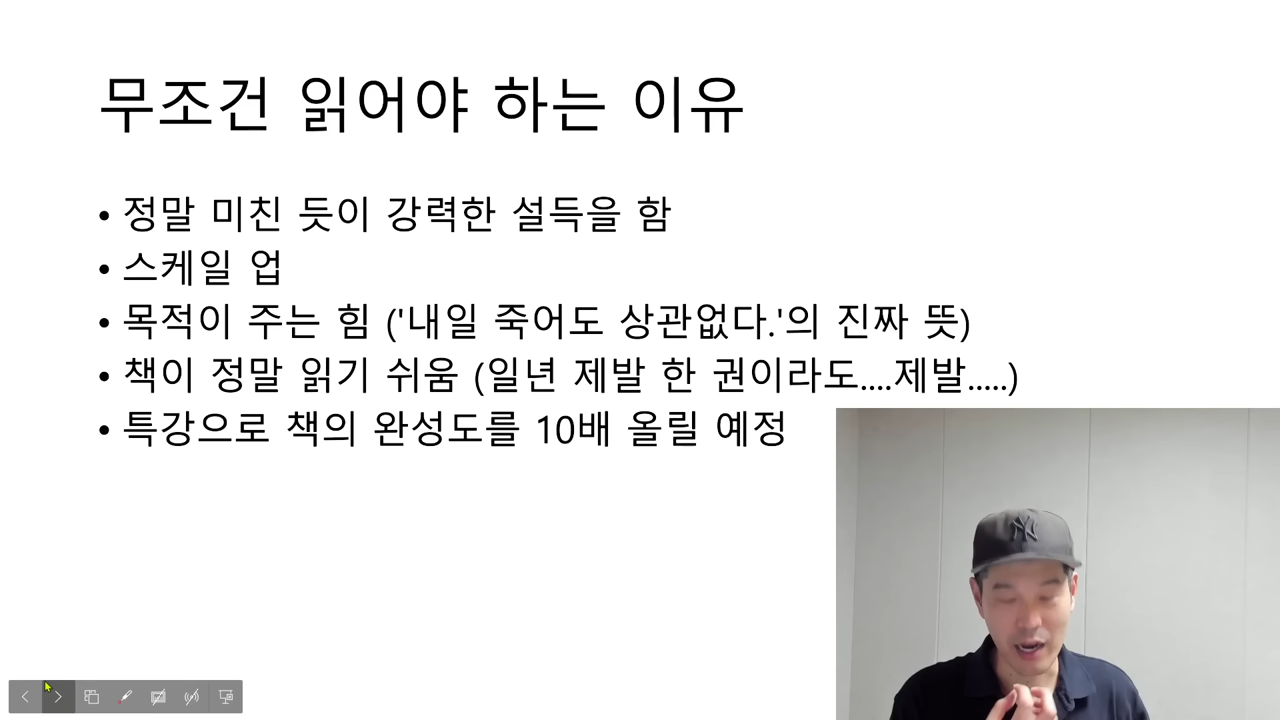 무조건 읽어야 하는 이유
• 정말 미친 듯이 강력한 설득을 함
• 스케일 업
• 목적이 주는 힘 ('내일 죽어도 상관없다.'의 진짜 뜻)
• 책이 정말 읽기 쉬움 (일년 제발 한 권이라도....제발.....)
• 특강으로 책의 완성도를 10배 올릴 예정
NY